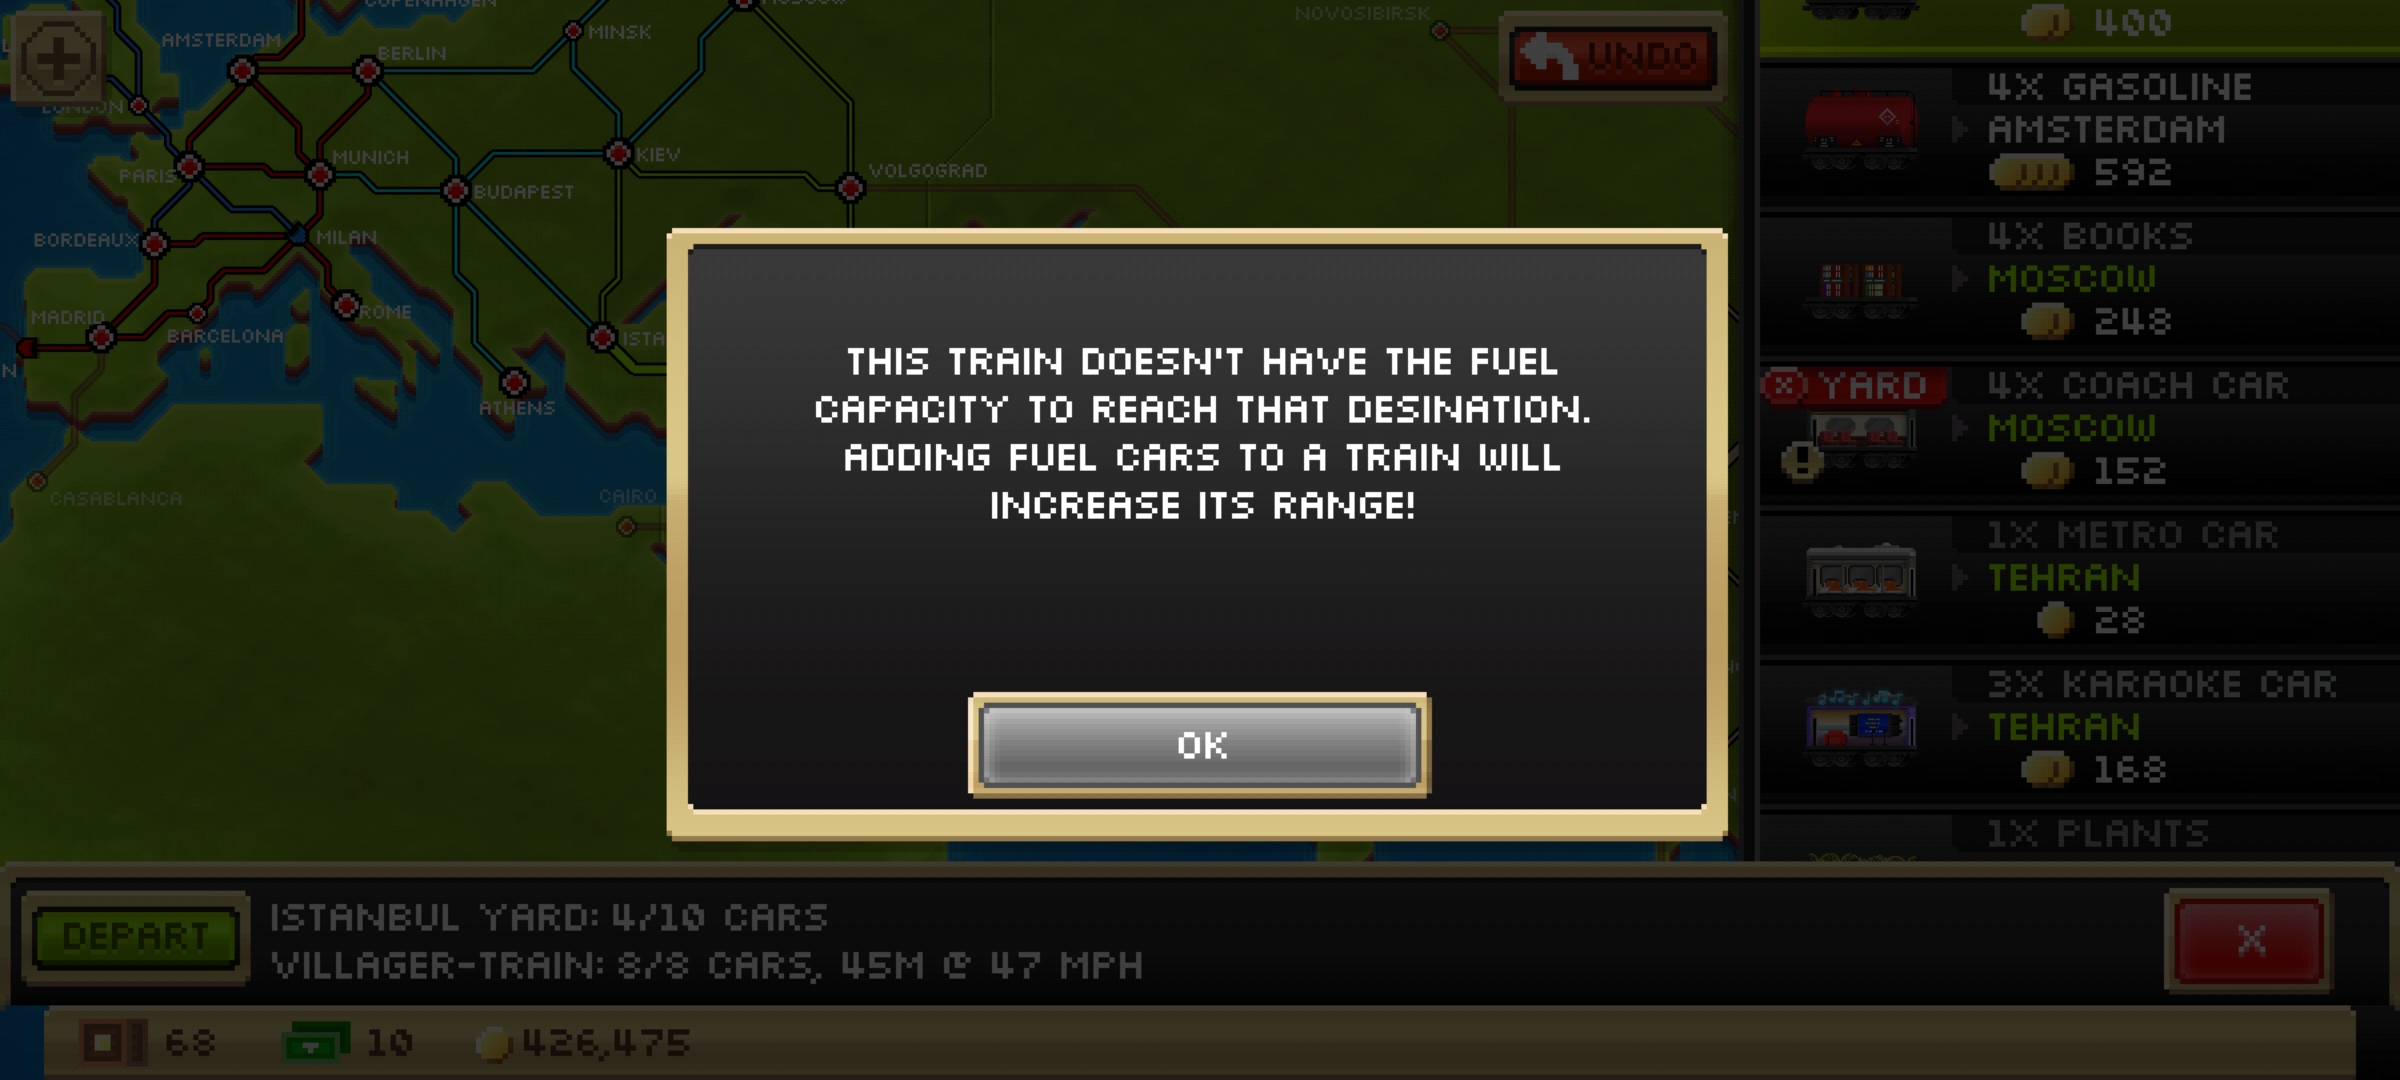 COPENHAGEN
MOSCOW
NOVOSIBIRSK
AMSTERDAM
BERLIN
MINSK
UNDO
LONDON
PARIS
MUNICH
KIEV
BUDAPEST
VOLGOGRAD
BORDEAUX
MILAN
MADRID
ROME
BARCELONA
ISTA
ATHENS
CASABLANCA
CAIRO
THIS TRAIN DOESN'T HAVE THE FUEL
CAPACITY TO REACH THAT DESINATION.
ADDING FUEL CARS TO A TRAIN WILL
INCREASE ITS RANGE!
OK
400
4X GASOLINE
AMSTERDAM
592
4X BOOKS
MOSCOW
248
YARD
4X COACH CAR
MOSCOW
152
1X METRO CAR
TEHRAN
28
3X KARAOKE CAR
TEHRAN
168
1X PLANTS
DEPART
ISTANBUL YARD: 4/10 CARS
VILLAGER-TRAIN: 8/8 CARS, 45M @ 47 MPH
X
68
10
426,475